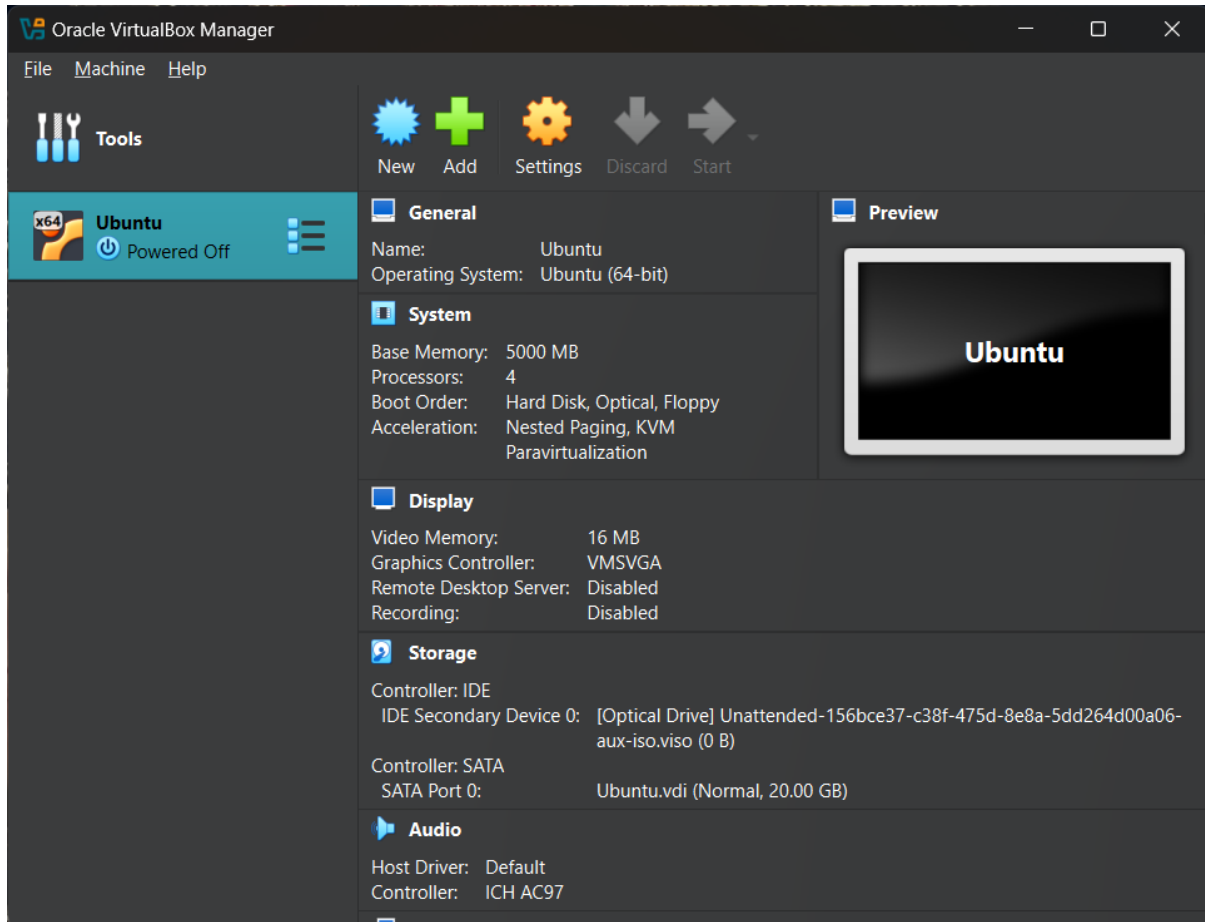 Oracle VirtualBox Manager
File Machine Help
Tools
New Add Settings Discard Start
x64
Ubuntu
Powered Off
General
Name: Ubuntu
Operating System: Ubuntu (64-bit)
Preview
Ubuntu
System
Base Memory: 5000 MB
Processors: 4
Boot Order: Hard Disk, Optical, Floppy
Acceleration: Nested Paging, KVM
Paravirtualization
Display
Video Memory: 16 MB
Graphics Controller: VMSVGA
Remote Desktop Server: Disabled
Recording: Disabled
Storage
Controller: IDE
IDE Secondary Device 0: [Optical Drive] Unattended-156bce37-c38f-475d-8e8a-5dd264d00a06-
aux-iso.viso (0 B)
Controller: SATA
SATA Port 0: Ubuntu.vdi (Normal, 20.00 GB)
Audio
Host Driver: Default
Controller: ICH AC97